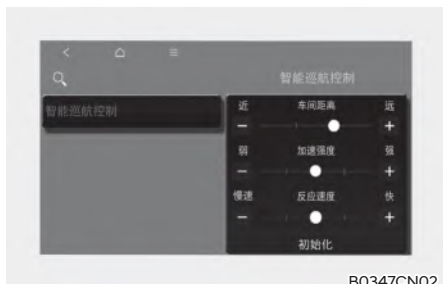 智能巡航控制
智能巡航控制
近 车间距离 远
弱 加速强度 强
慢速 反应速度 快
初始化
B0347CN02